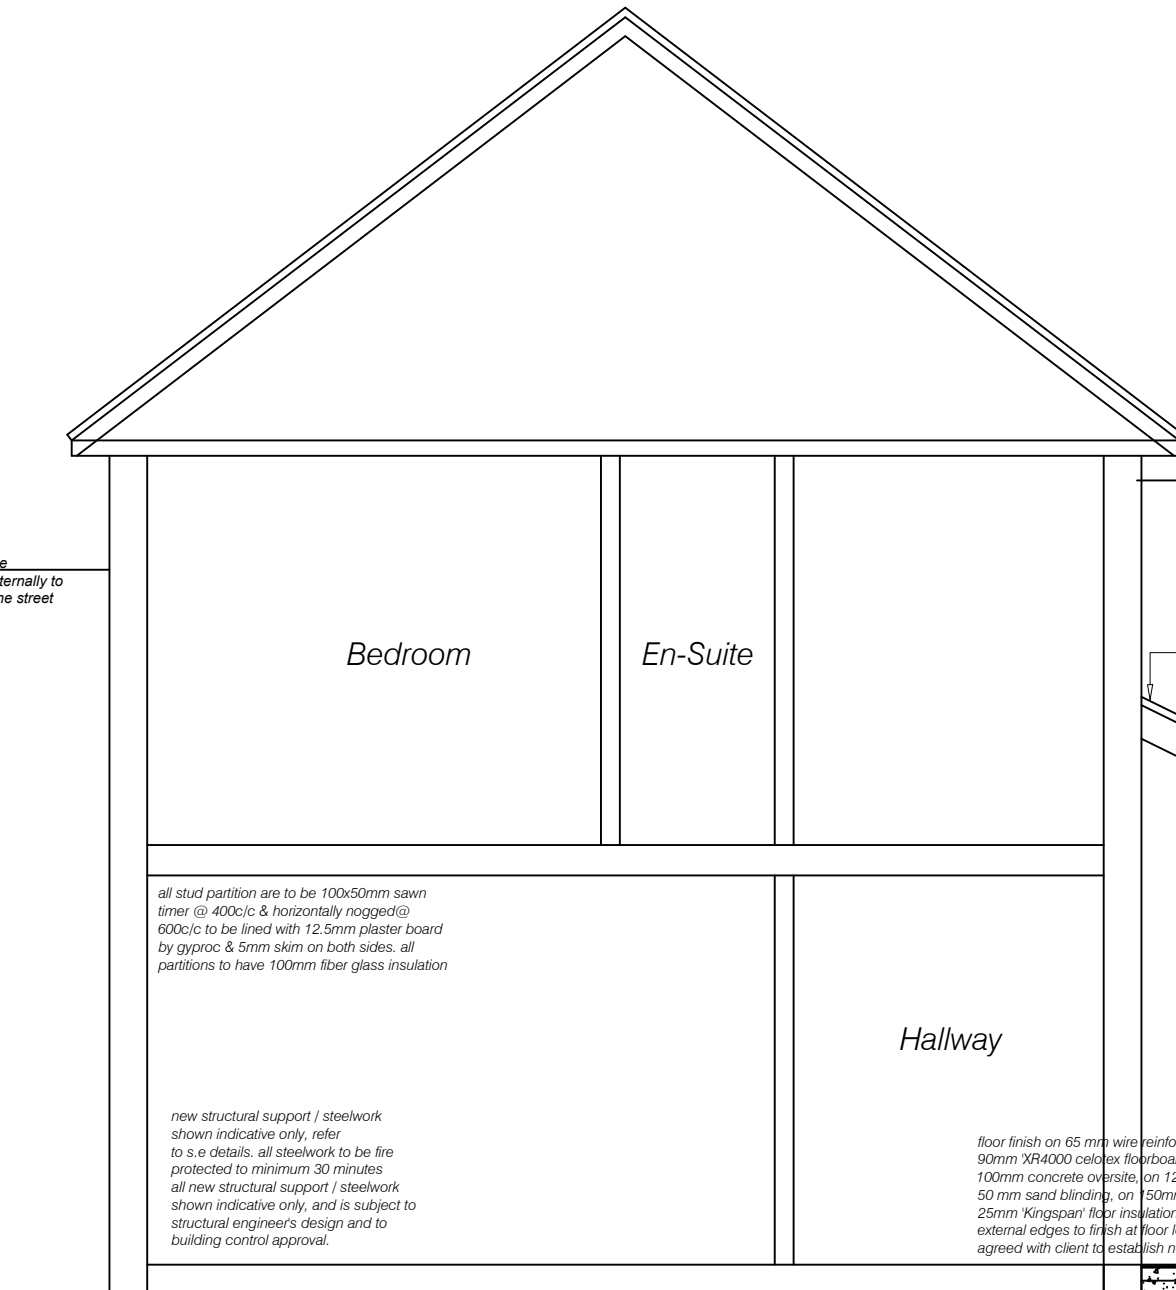 e
ternally to
ne street
Bedroom
En-Suite
all stud partition are to be 100x50mm sawn
timer @ 400c/c & horizontally nogged@
600c/c to be lined with 12.5mm plaster board
by gyproc & 5mm skim on both sides. all
partitions to have 100mm fiber glass insulation
Hallway
new structural support / steelwork
shown indicative only, refer
to s.e details. all steelwork to be fire
protected to minimum 30 minutes
all new structural support / steelwork
shown indicative only, and is subject to
structural engineer's design and to
building control approval.
floor finish on 65 mm wire reinfo
90mm 'XR4000 celotex floorboa
100mm concrete oversite, on 12
50 mm sand blinding, on 150mm
25mm 'Kingspan' floor insulation
external edges to finish at floor l
agreed with client to establish n